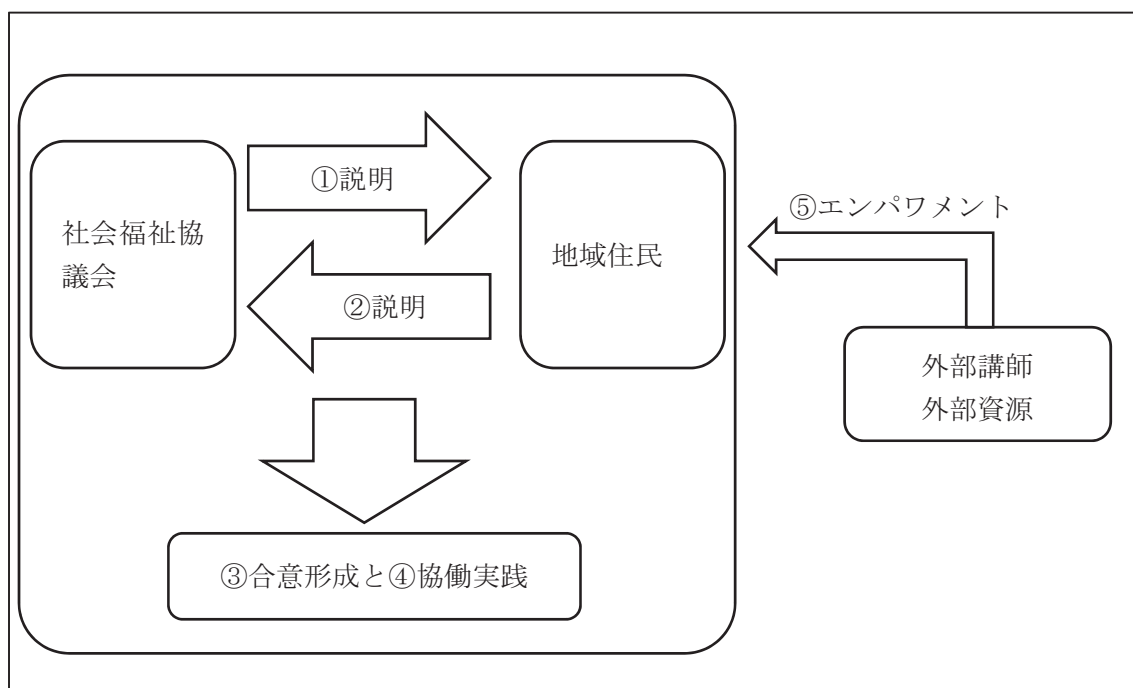 ①説明
社会福祉協
議会
地域住民
②説明
⑤エンパワメント
外部講師
外部資源
③合意形成と④協働実践